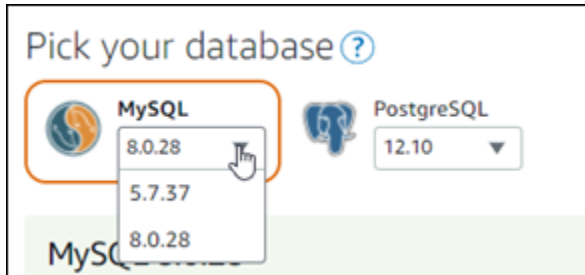 Pick your database ?
MySQL
8.0.28
PostgreSQL
12.10
5.7.37
8.0.28